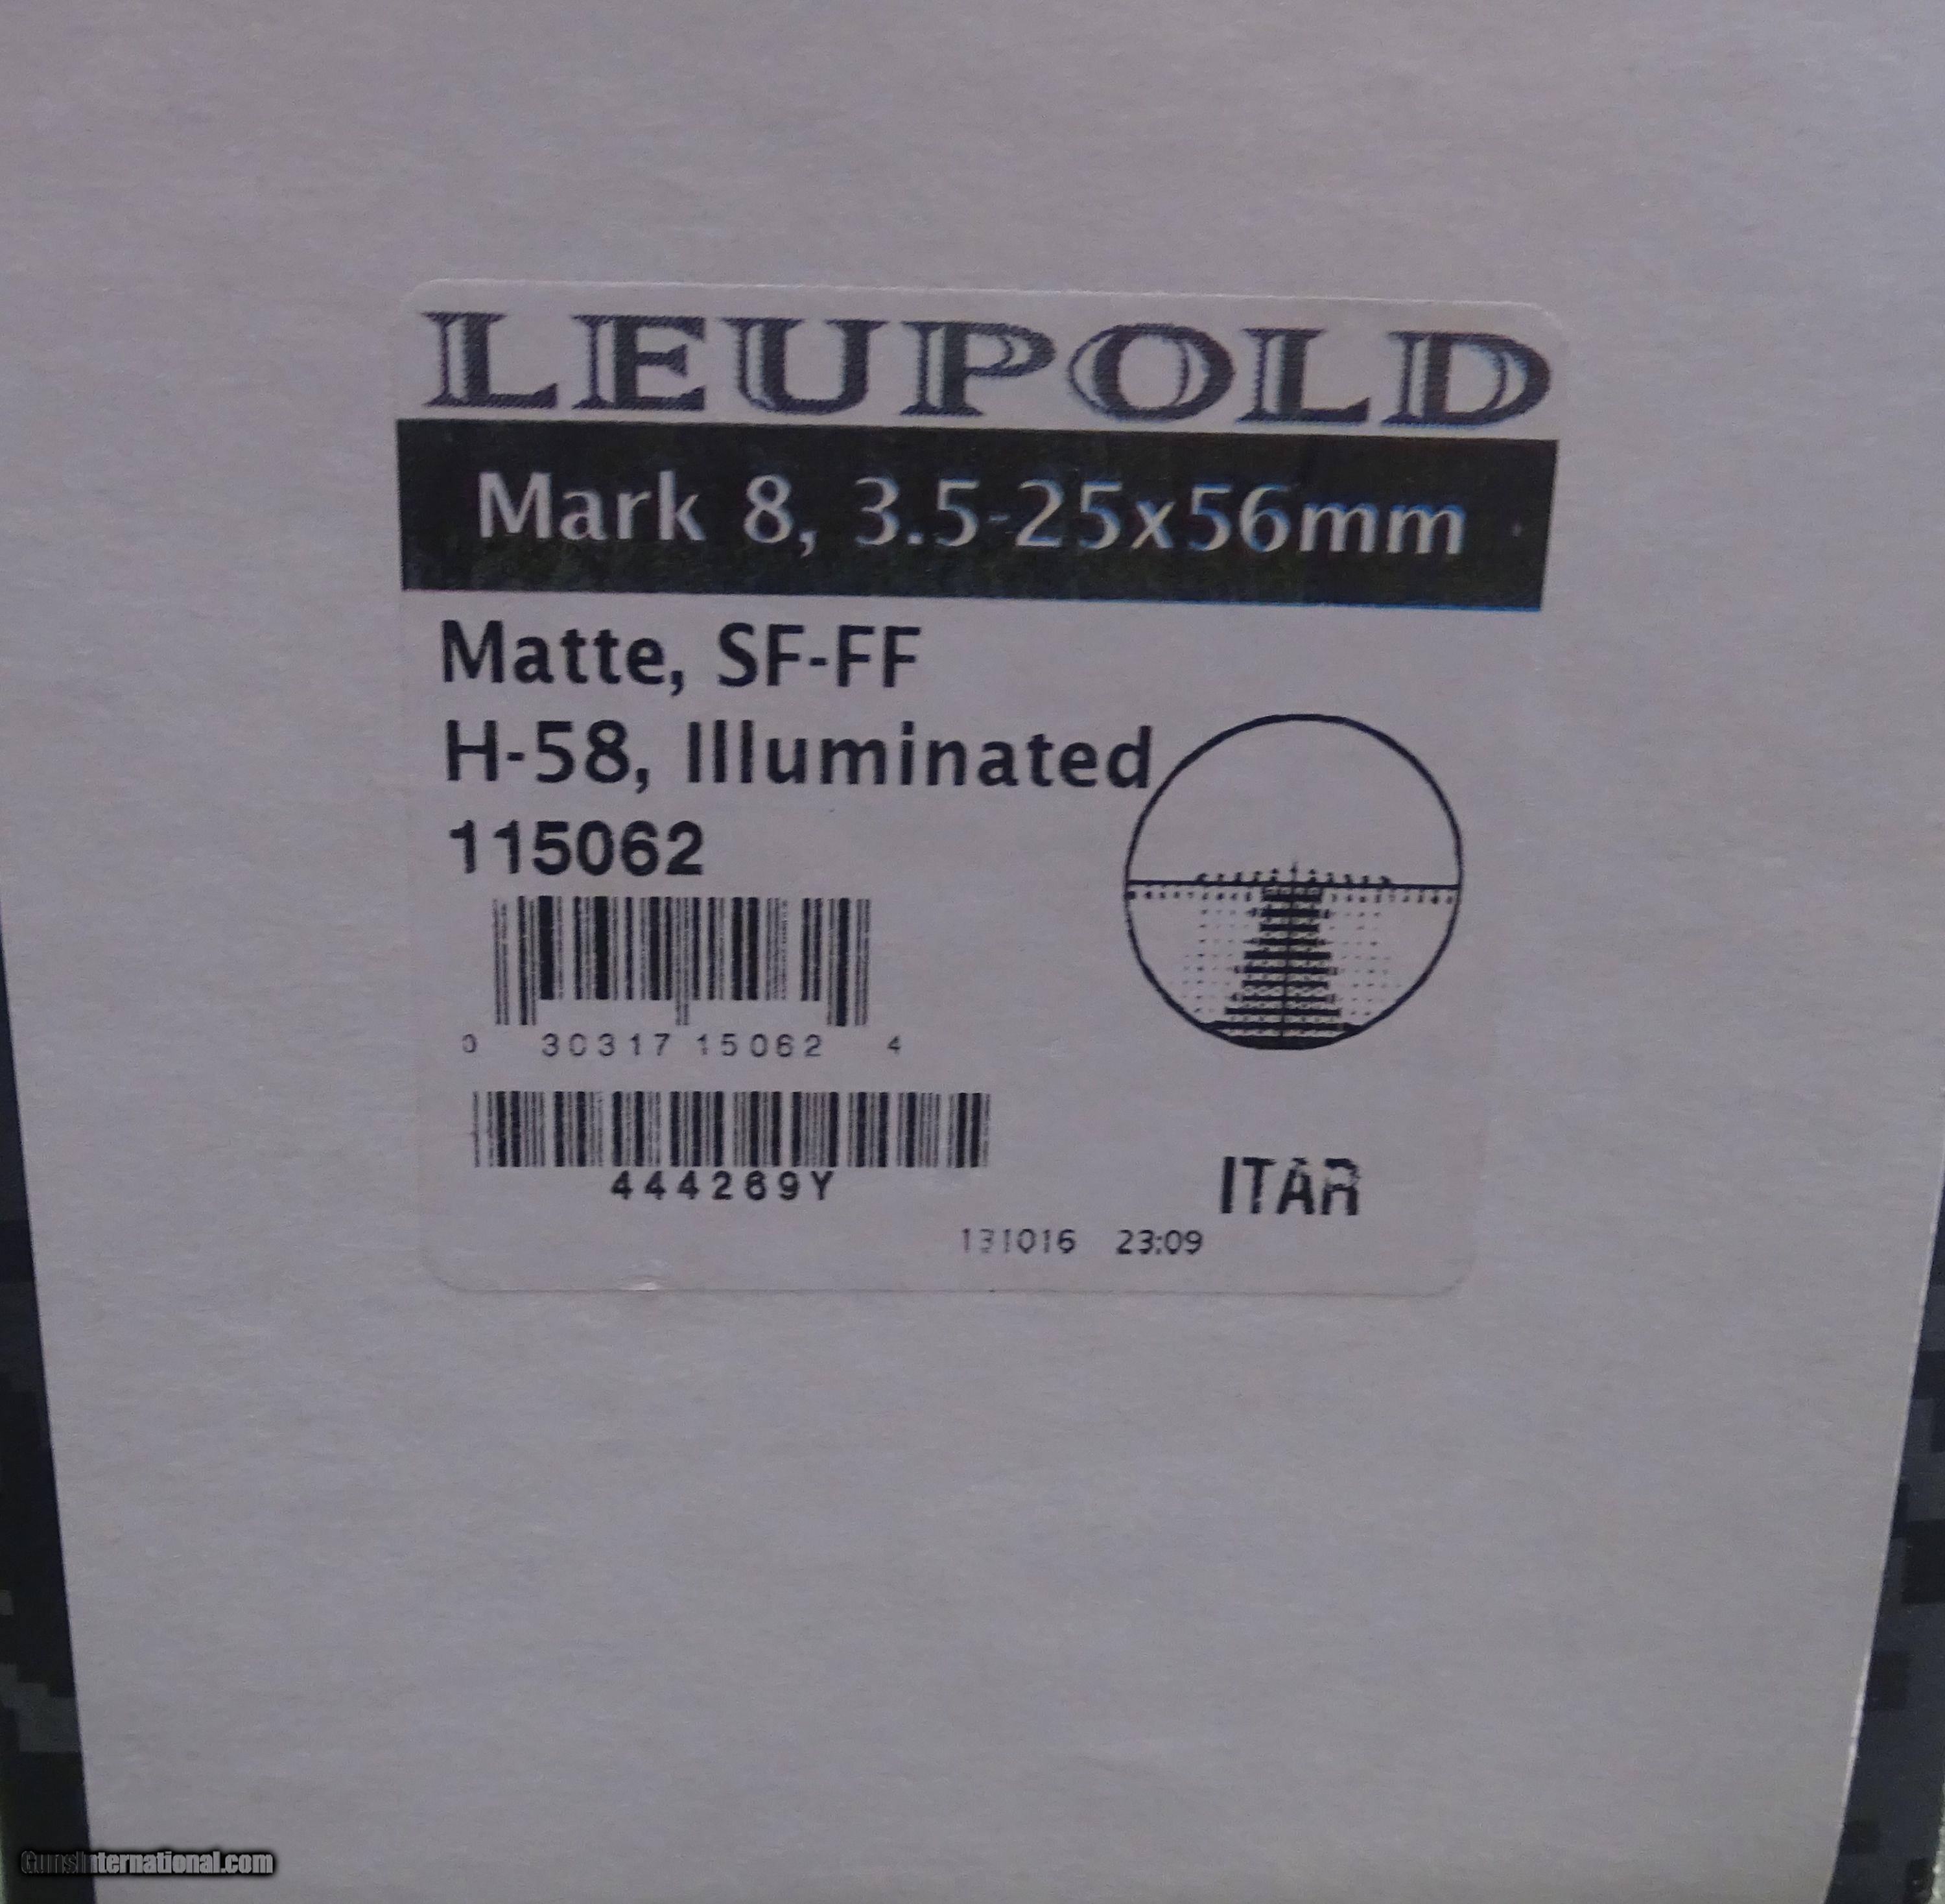 LEUPOLD
Mark 8, 3.5-25x56mm
Matte, SF-FF
H-58, Illuminated
115062
0 30317 15062 4
444269Y
ITAR
131016 23:09
GunsInternational.com